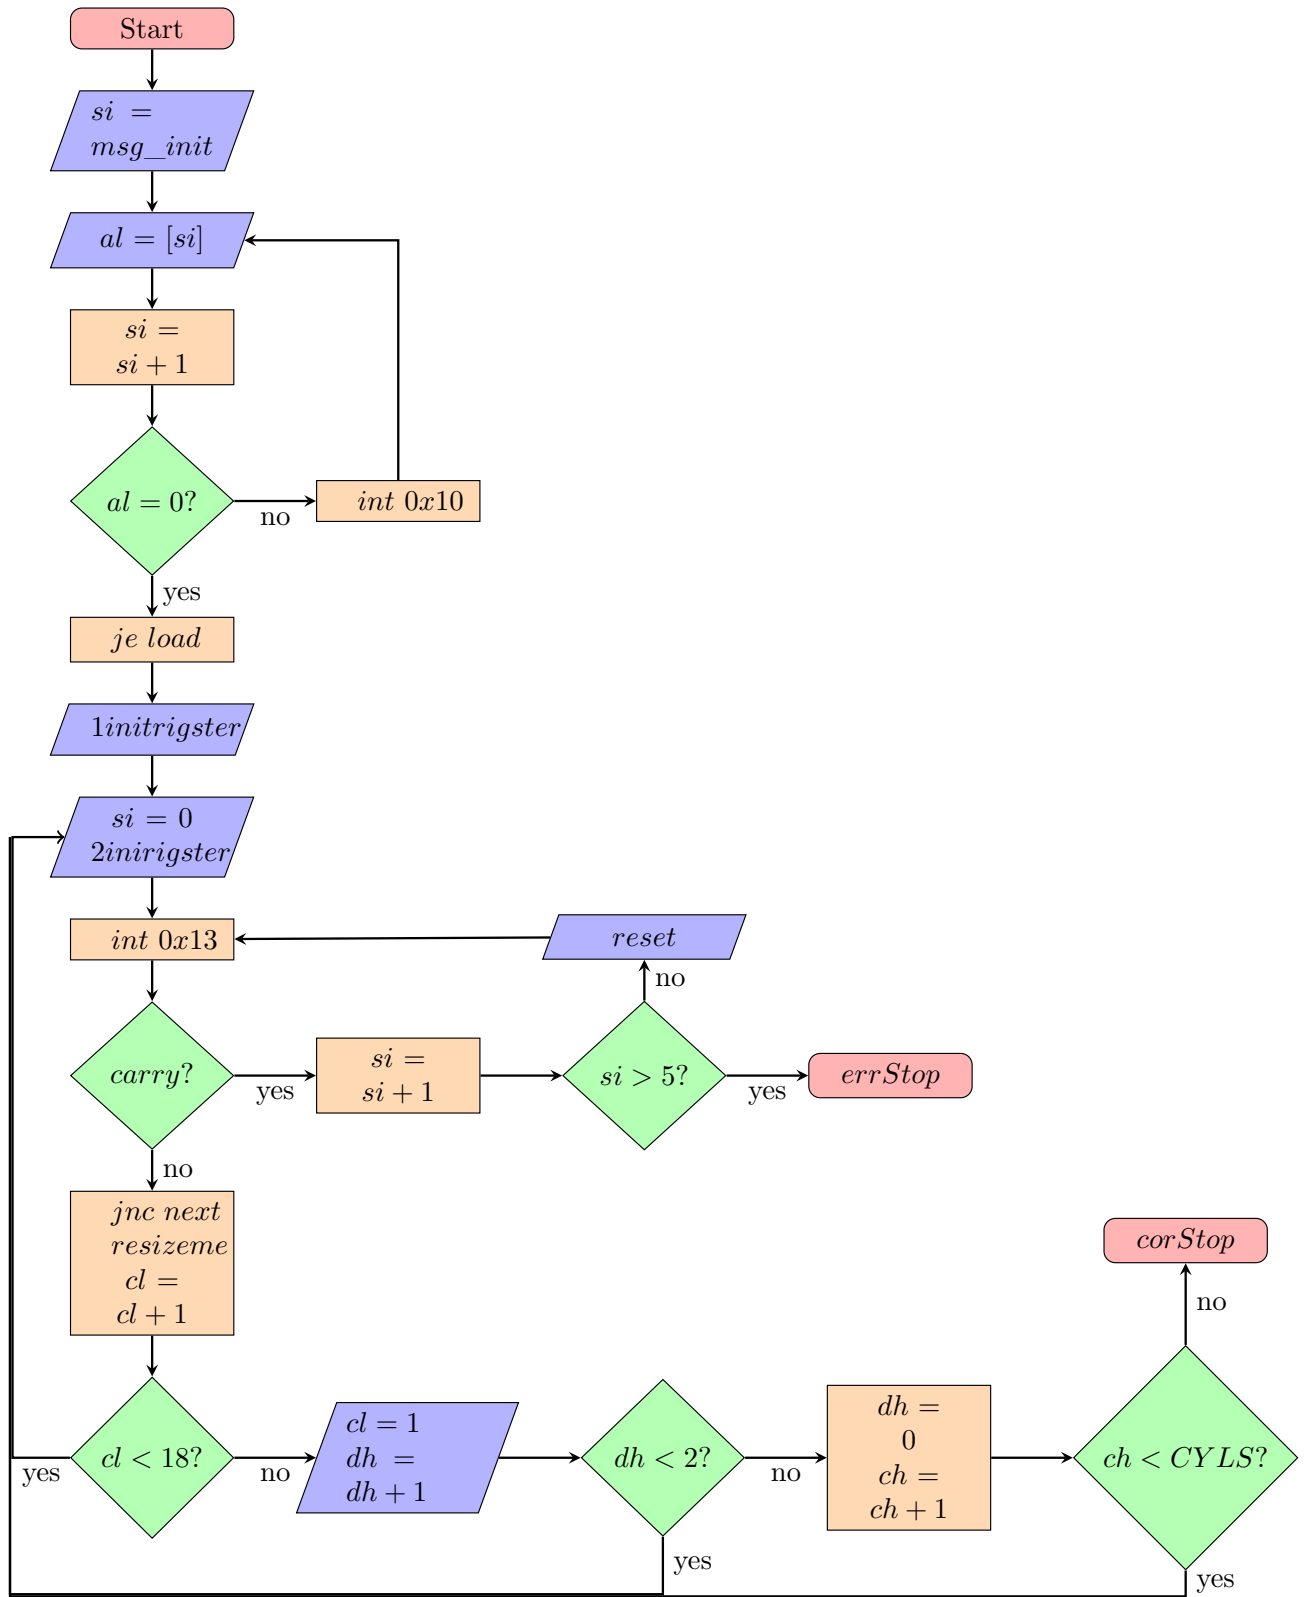 Start
si =
msg_init
al = [si]
si =
si + 1
al = 0?
no
int 0x10
yes
je load
1initrigster
si = 0
2inirigster
int 0x13
reset
no
carry?
yes
si =
si + 1
si > 5?
yes
errStop
no
jnc next
resizeme
cl =
cl + 1
corStop
no
cl < 18?
yes
no
cl = 1
dh =
dh + 1
dh < 2?
no
dh =
0
ch =
ch + 1
ch < CYLS?
yes
yes